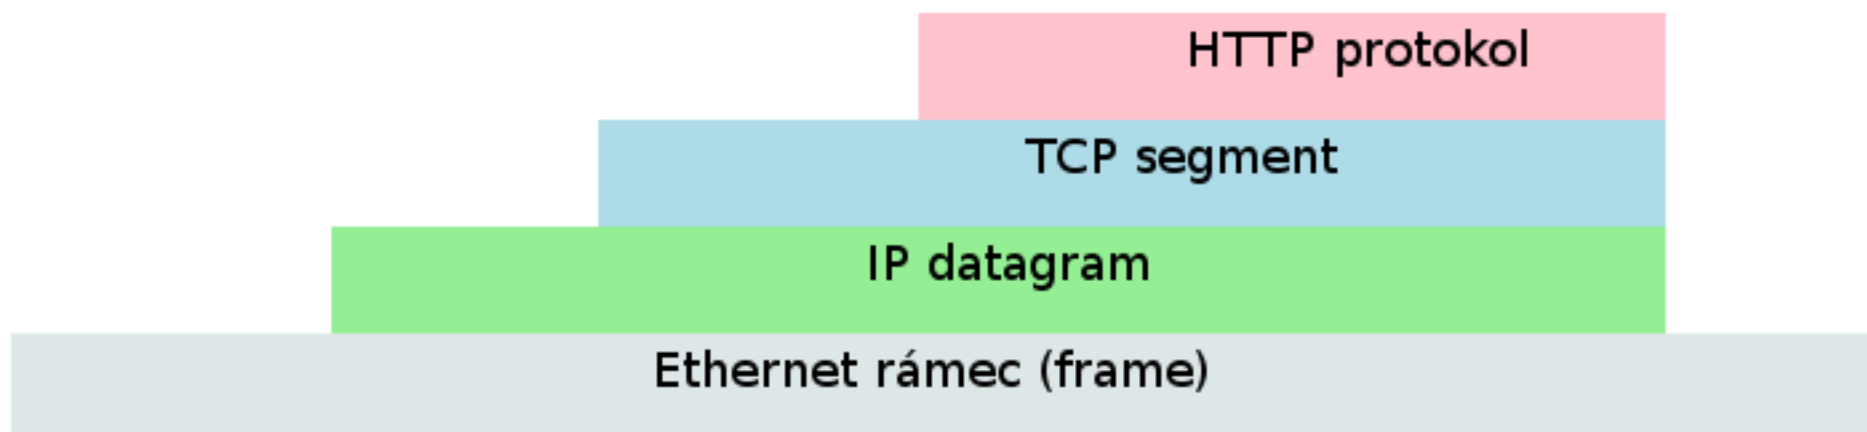 HTTP protokol
TCP segment
IP datagram
Ethernet rámec (frame)